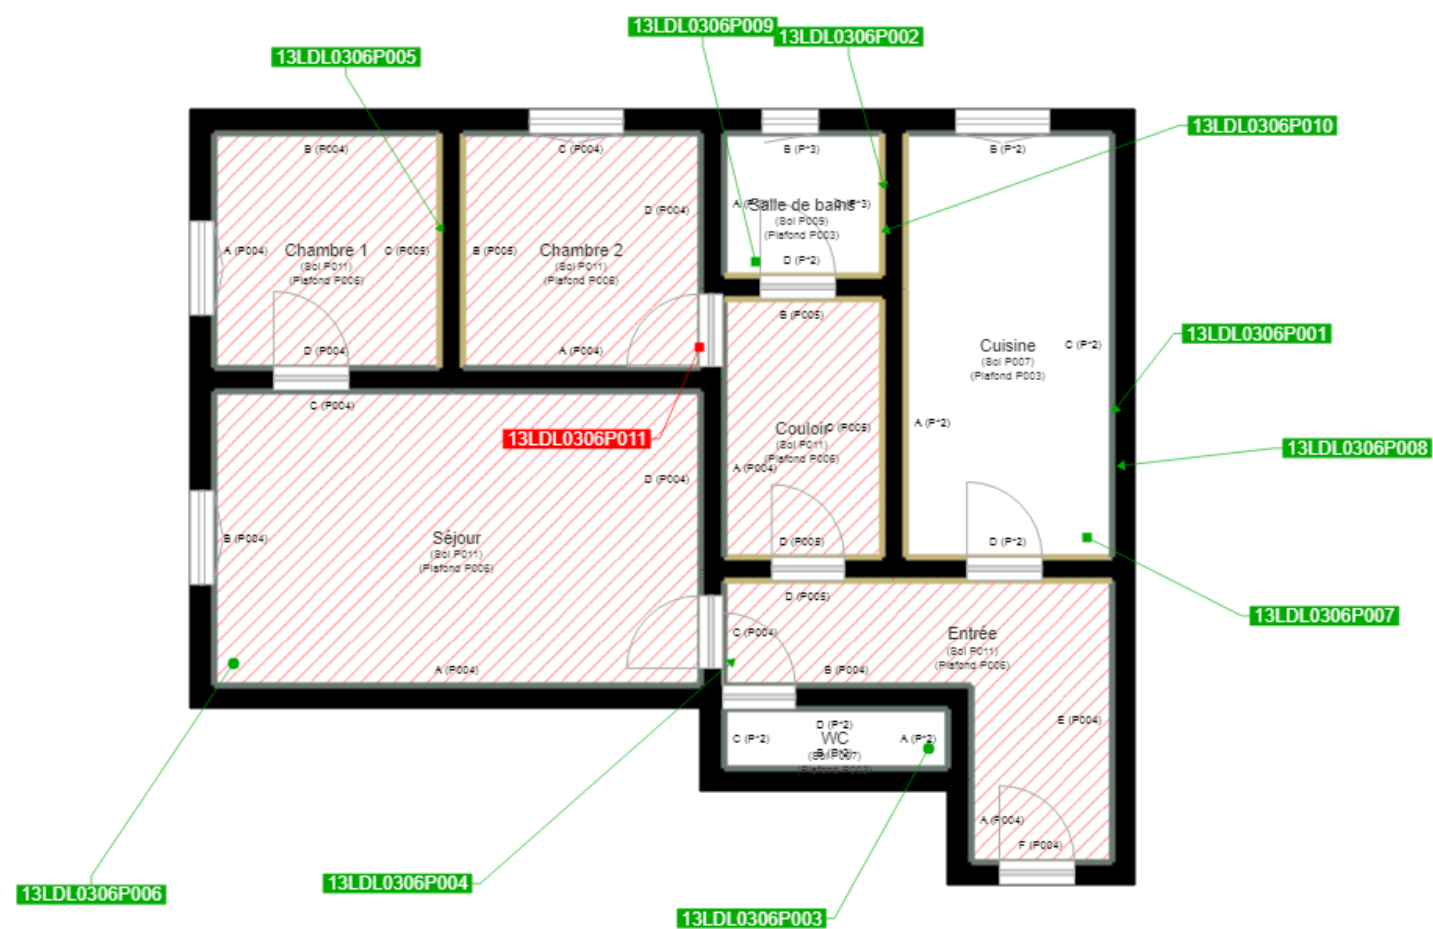 13LDL0306P009
13LDL0306P002
13LDL0306P005
13LDL0306P010
B (P004)
C (P004)
B (P^3)
B (P^2)
D (P004)
Salle de bains
(Sol P009)
(Plafond P003)
A (P004)
Chambre 1
C (P005)
(Sol P011)
(Plafond P006)
B (P005)
Chambre 2
(Sol P011)
(Plafond P006)
D (P^2)
B (P005)
13LDL0306P001
Cuisine
(Sol P007)
(Plafond P003)
C (P^2)
D (P004)
A (P004)
C (P004)
A (P^2)
Couloir
C (P005)
(Sol P011)
(Plafond P006)
A (P004)
13LDL0306P011
13LDL0306P008
D (P004)
B (P004)
Séjour
(Sol P011)
(Plafond P006)
D (P005)
D (P^2)
D (P005)
13LDL0306P007
C (P004)
Entrée
(Sol P011)
(Plafond P006)
A (P004)
B (P004)
E (P004)
D (P^2)
C (P^2)
WC
A (P^2)
A (P004)
F (P004)
13LDL0306P006
13LDL0306P004
13LDL0306P003